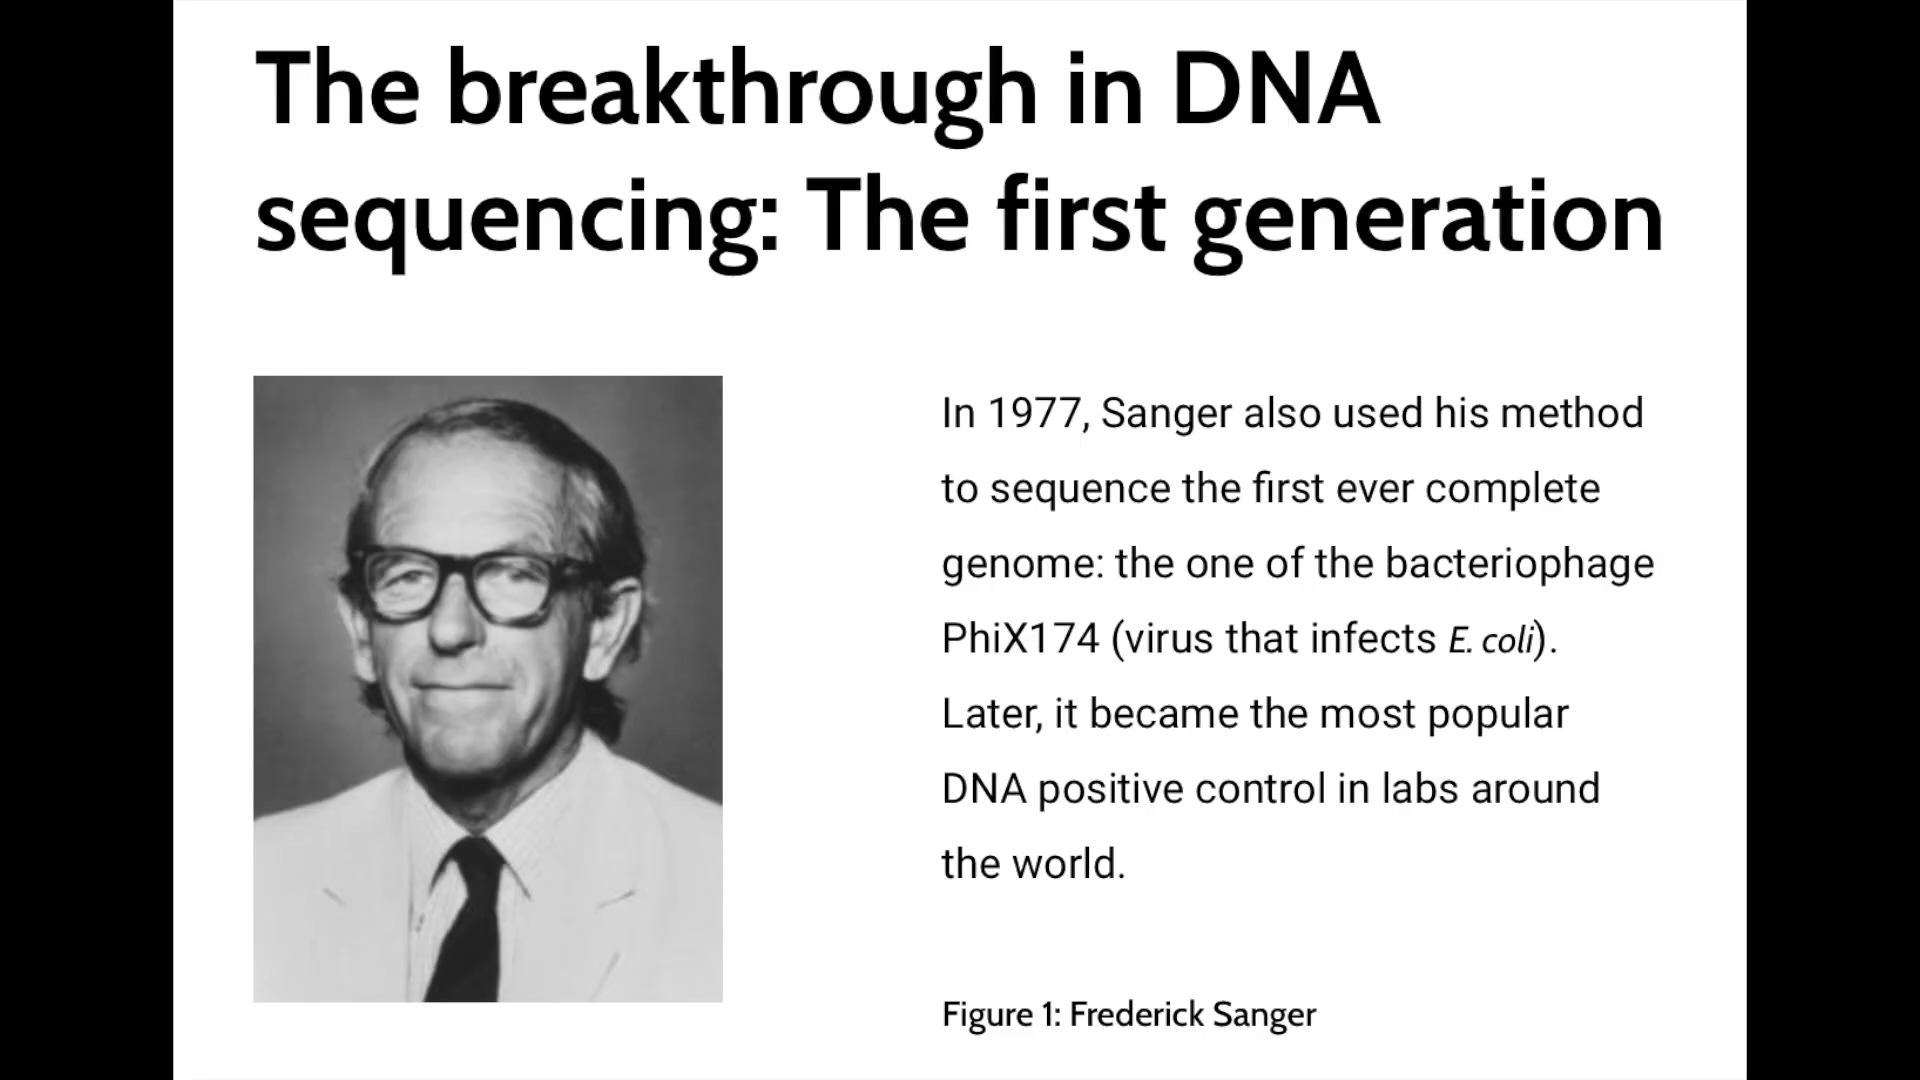 The breakthrough in DNA
sequencing: The first generation
In 1977, Sanger also used his method
to sequence the first ever complete
genome: the one of the bacteriophage
PhiX174 (virus that infects E. coli).
Later, it became the most popular
DNA positive control in labs around
the world.
Figure 1: Frederick Sanger